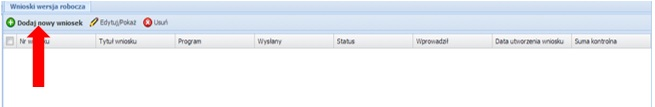 Wnioski wersja robocza
Dodaj nowy wniosek Edytuj/Pokaż Usuń
Nr Tytuł wniosku Program Wysłany Status Wprowadził Data utworzenia wniosku Suma kontrolna